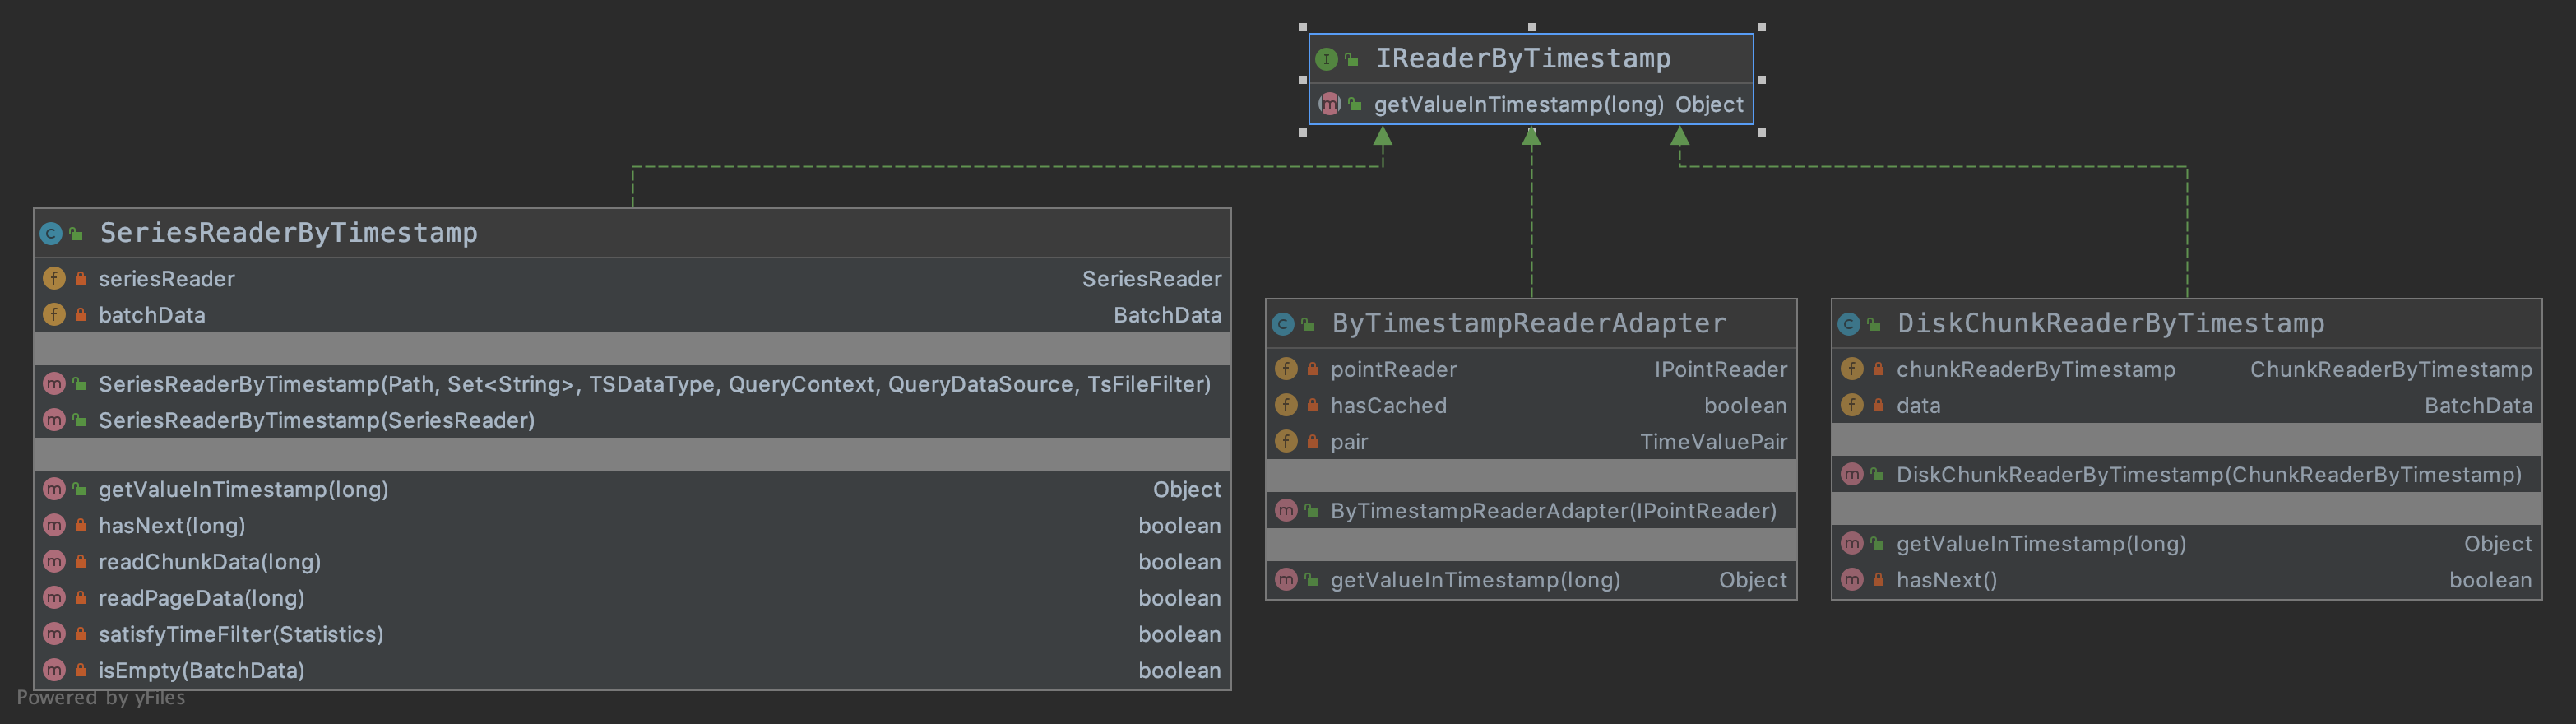 IReaderByTimestamp
getValueInTimestamp(long) Object
SeriesReaderByTimestamp
seriesReader SeriesReader
batchData BatchData
SeriesReaderByTimestamp(Path, Set<String>, TSDataType, QueryContext, QueryDataSource, TsFileFilter)
SeriesReaderByTimestamp(SeriesReader)
getValueInTimestamp(long) Object
hasNext(long) boolean
readChunkData(long) boolean
readPageData(long) boolean
satisfyTimeFilter(Statistics) boolean
isEmpty(BatchData) boolean
ByTimestampReaderAdapter
pointReader IPointReader
hasCached boolean
pair TimeValuePair
ByTimestampReaderAdapter(IPointReader)
getValueInTimestamp(long) Object
DiskChunkReaderByTimestamp
chunkReaderByTimestamp ChunkReaderByTimestamp
data BatchData
DiskChunkReaderByTimestamp(ChunkReaderByTimestamp)
getValueInTimestamp(long) Object
hasNext() boolean
Powered by yFiles